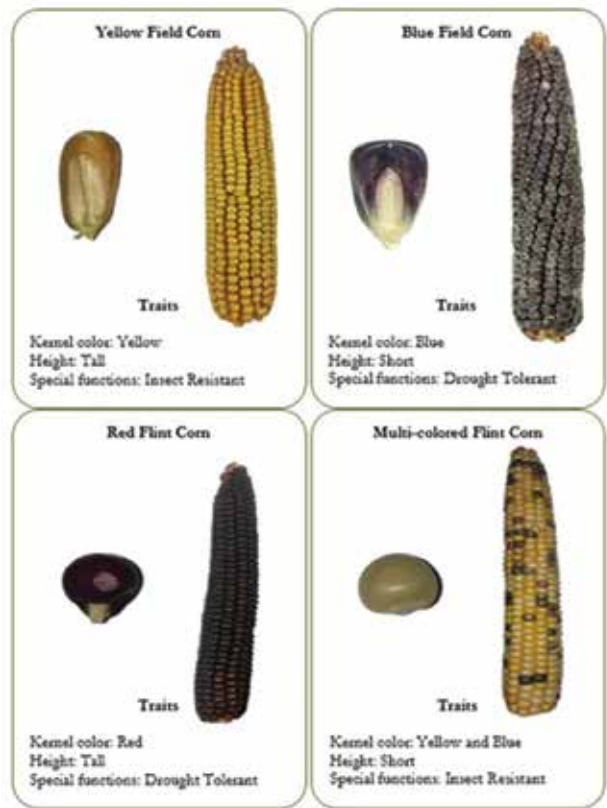 Yellow Field Corn
Traits
Kernel color: Yellow
Height: Tall
Special functions: Insect Resistant
Blue Field Corn
Traits
Kernel color: Blue
Height: Short
Special functions: Drought Tolerant
Red Flint Corn
Traits
Kernel color: Red
Height: Tall
Special functions: Drought Tolerant
Multi-colored Flint Corn
Traits
Kernel color: Yellow and Blue
Height: Short
Special functions: Insect Resistant